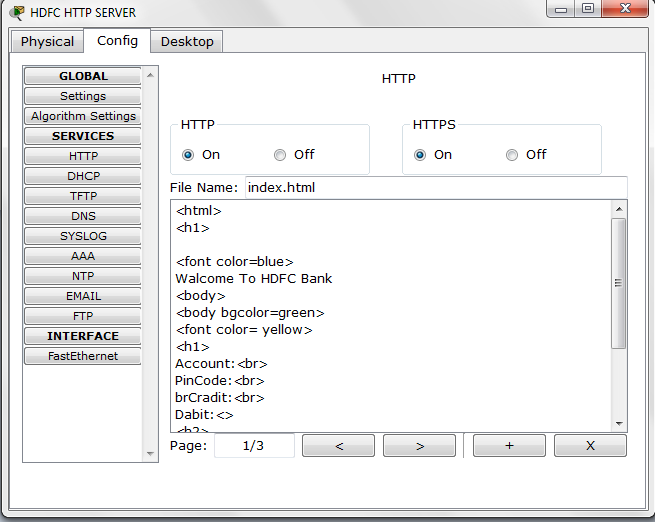 HDFC HTTP SERVER
Physical Config Desktop
GLOBAL
Settings
Algorithm Settings
SERVICES
HTTP
DHCP
TFTP
DNS
SYSLOG
AAA
NTP
EMAIL
FTP
INTERFACE
FastEthernet
HTTP
HTTP
On Off
HTTPS
On Off
File Name: index.html
<html>
<h1>
<font color=blue>
Walcome To HDFC Bank
<body>
<body bgcolor=green>
<font color= yellow>
<h1>
Account:<br>
PinCode:<br>
brCradit:<br>
Dabit:<>
<h2>
Page: 1/3 < > + X